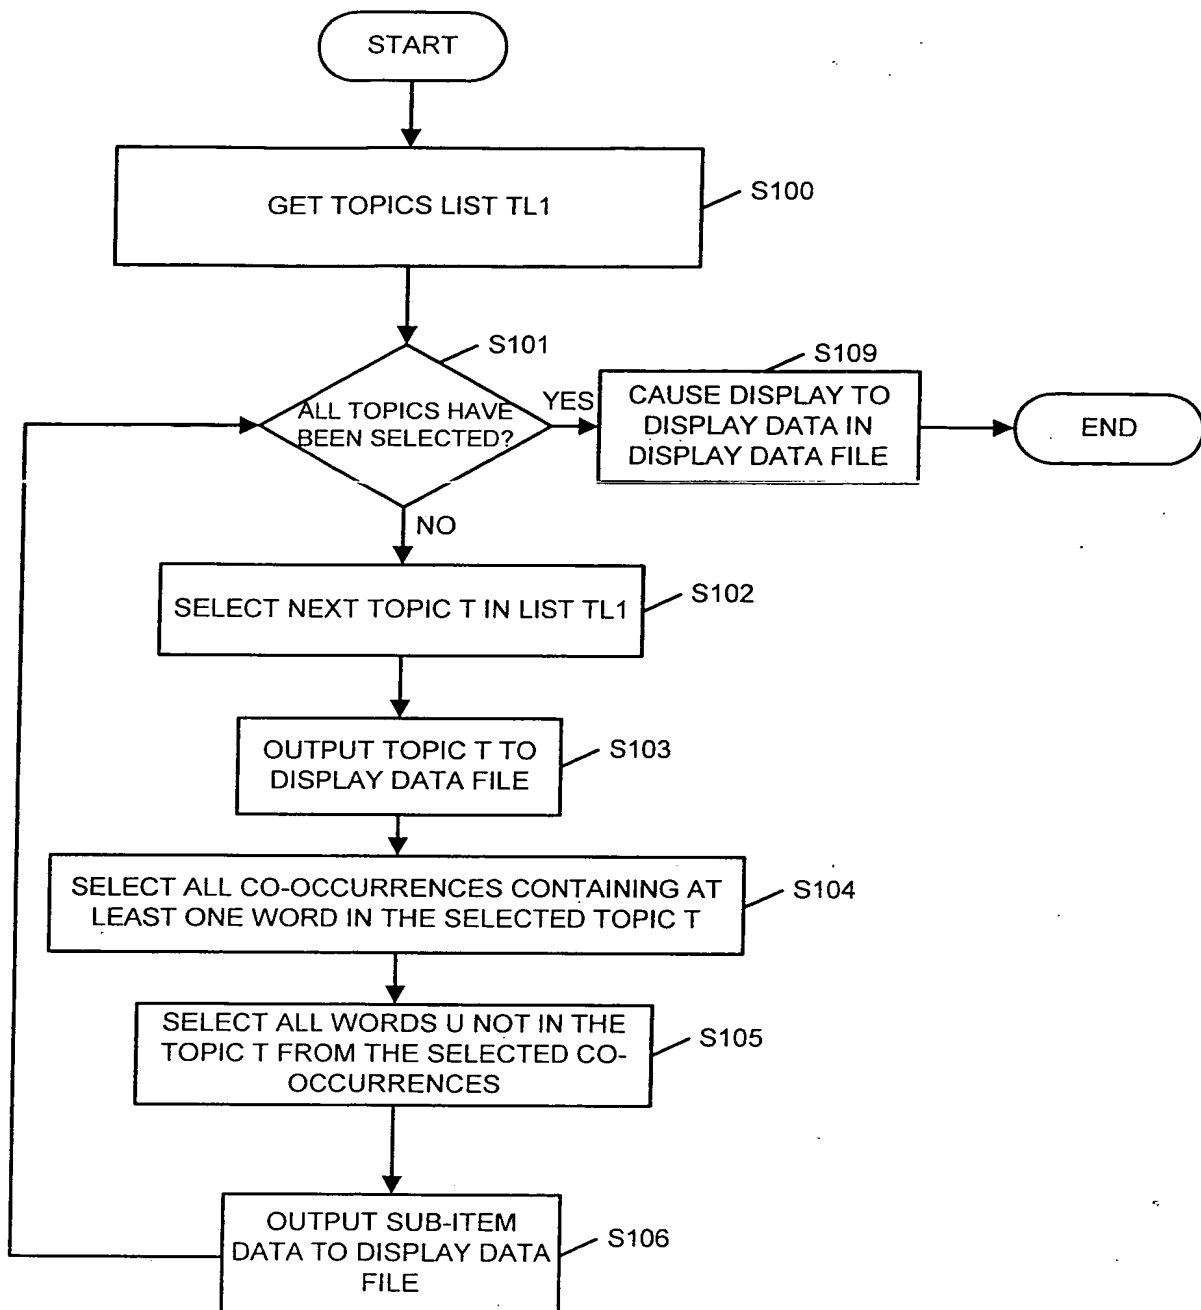 START
GET TOPICS LIST TL1
S100
S101
ALL TOPICS HAVE
BEEN SELECTED?
YES
S109
CAUSE DISPLAY TO
DISPLAY DATA IN
DISPLAY DATA FILE
END
NO
SELECT NEXT TOPIC T IN LIST TL1
S102
OUTPUT TOPIC T TO
DISPLAY DATA FILE
S103
SELECT ALL CO-OCCURRENCES CONTAINING AT
LEAST ONE WORD IN THE SELECTED TOPIC T
S104
SELECT ALL WORDS U NOT IN THE
TOPIC T FROM THE SELECTED CO-
OCCURRENCES
S105
OUTPUT SUB-ITEM
DATA TO DISPLAY DATA
FILE
S106